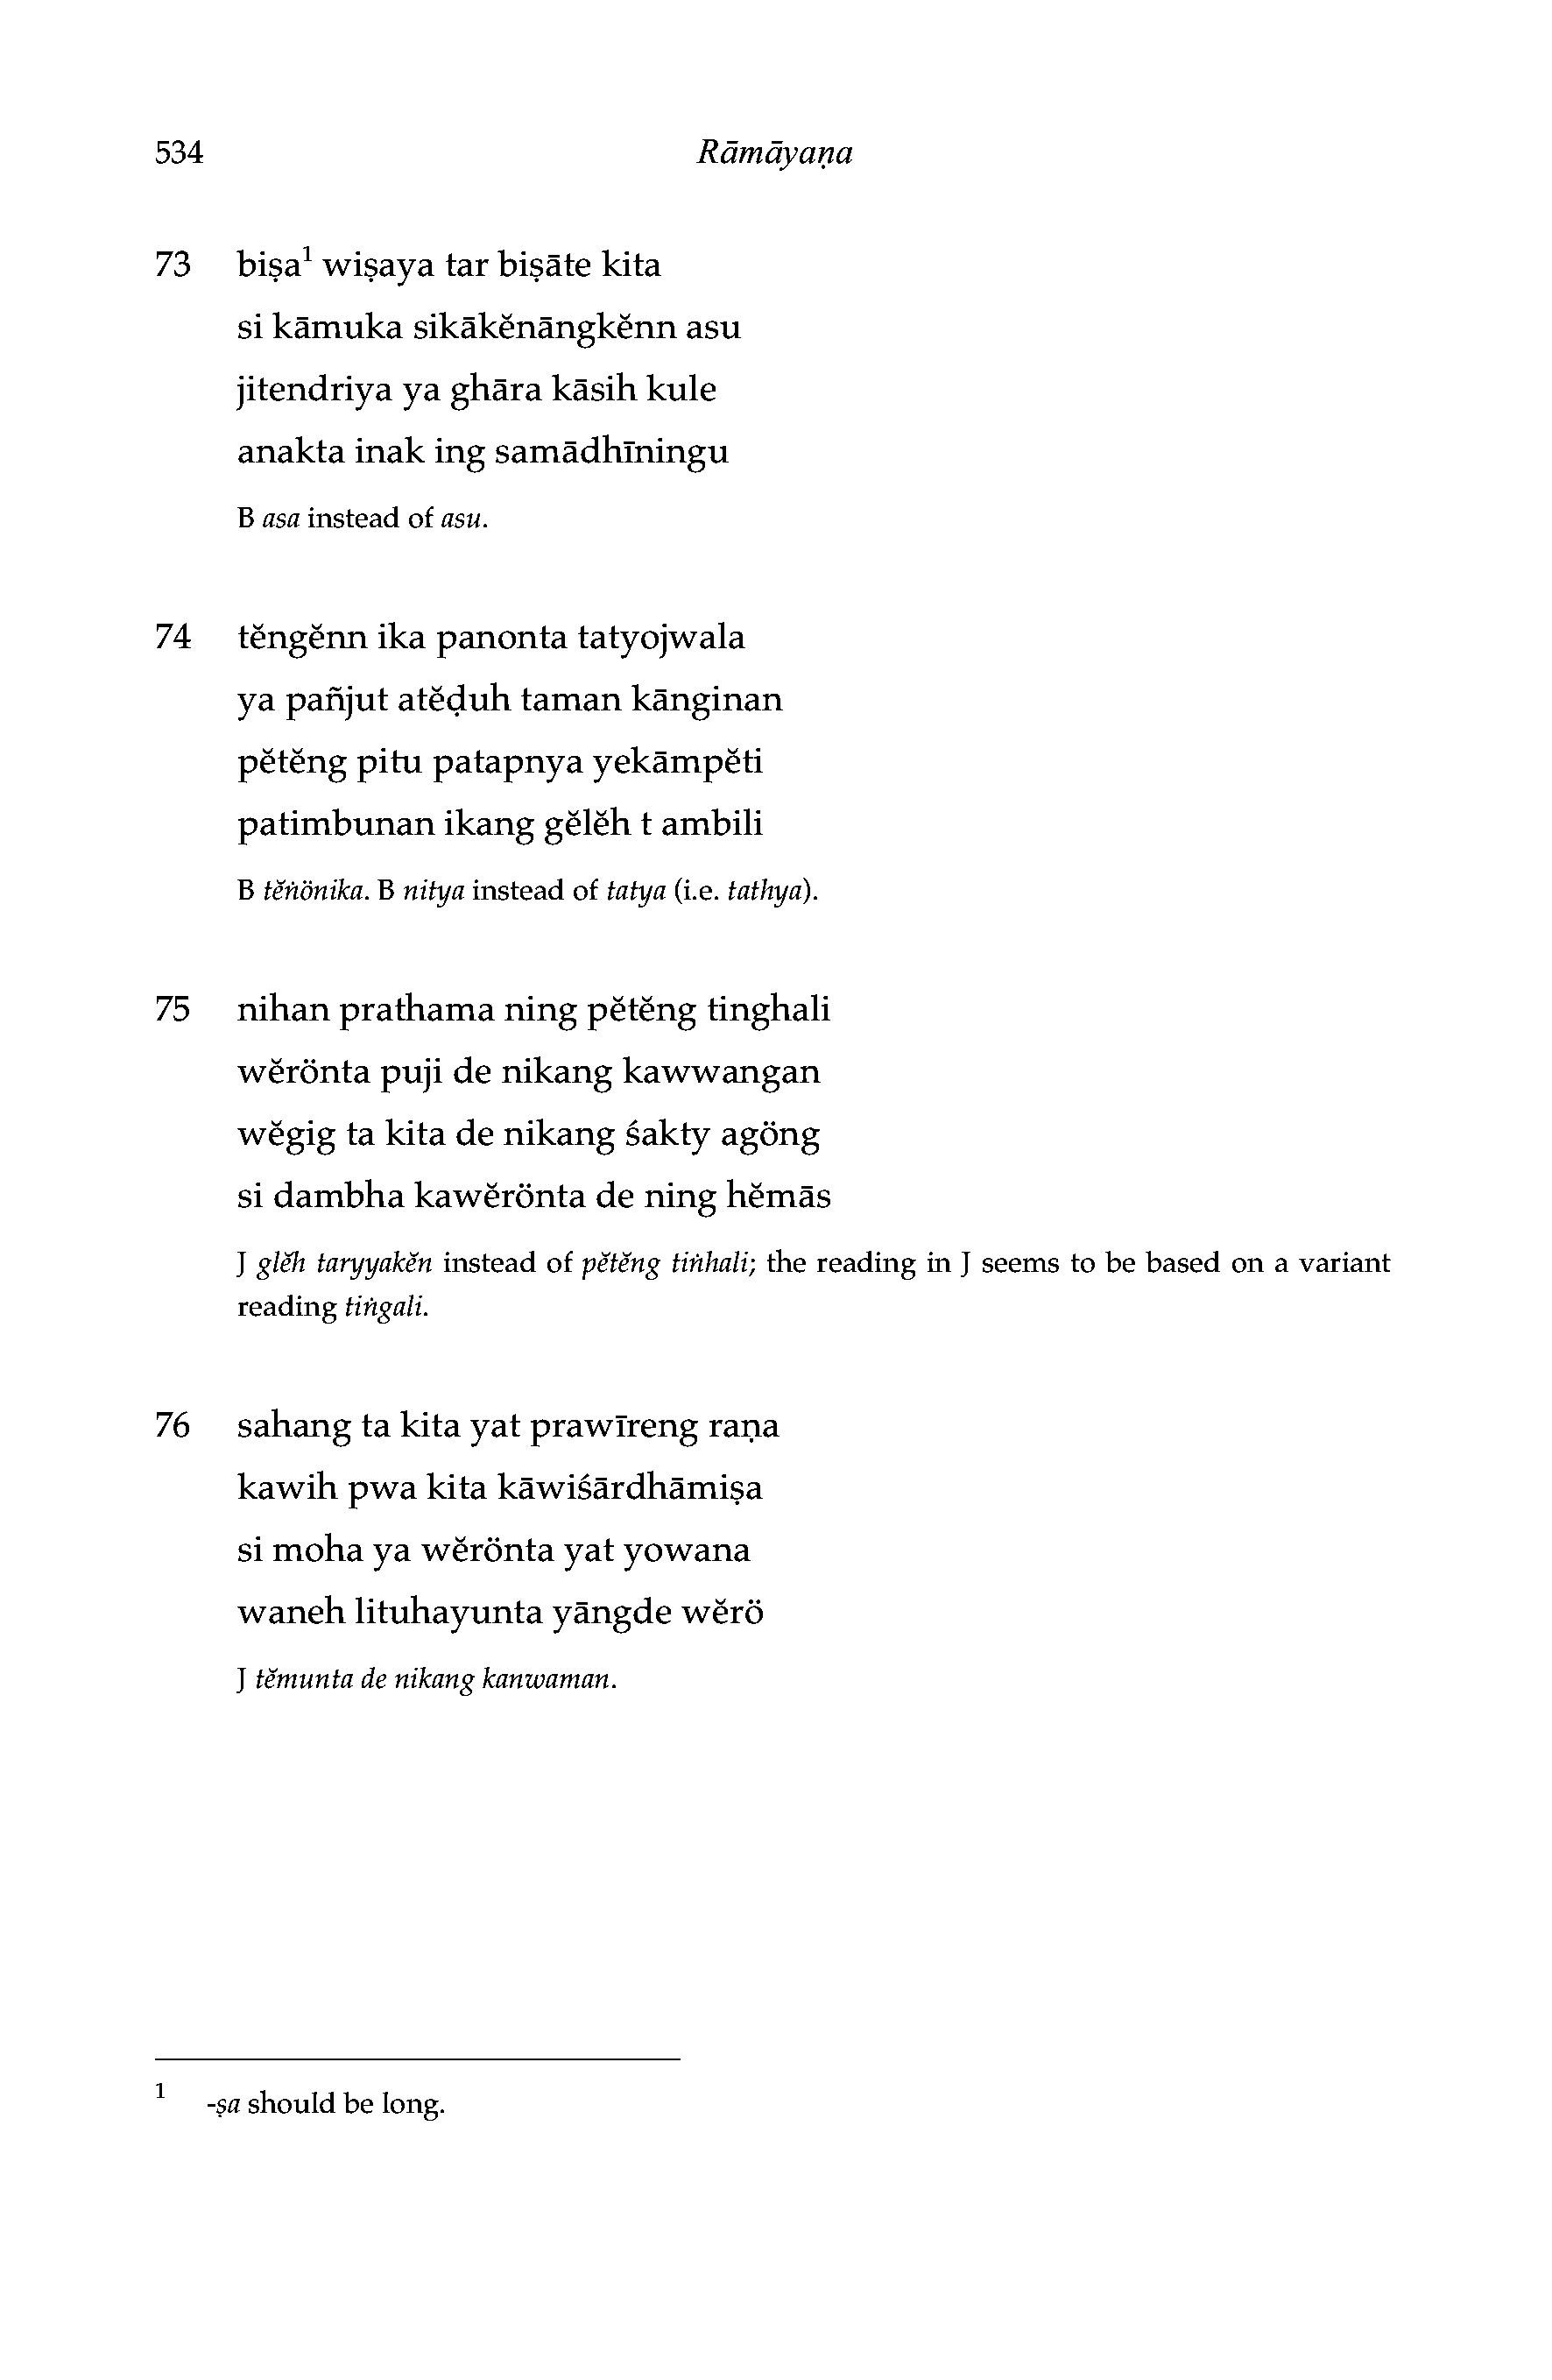 534 Rāmāyaṇa
73 biṣa¹ wiṣaya tar biṣāte kita
si kāmuka sikākĕnāngkĕnn asu
jitendriya ya ghāra kāsih kule
anakta inak ing samādhīningu
B asa instead of asu.
74 tĕngĕnn ika panonta tatyojwala
ya pañjut atĕḍuh taman kānginan
pĕtĕng pitu patapnya yekāmpĕti
patimbunan ikang gĕlĕh t ambili
B tĕṅönika. B nitya instead of tatya (i.e. tathya).
75 nihan prathama ning pĕtĕng tinghali
wĕrönta puji de nikang kawwangan
wĕgig ta kita de nikang śakty agöng
si dambha kawĕrönta de ning hĕmās
J glĕh taryyakĕn instead of pĕtĕng tiṅhali; the reading in J seems to be based on a variant
reading tiṅgali.
76 sahang ta kita yat prawīreng raṇa
kawih pwa kita kāwiśārdhāmiṣa
si moha ya wĕrönta yat yowana
waneh lituhayunta yāngde wĕrö
J tĕmunta de nikang kanwaman.
1 -ṣa should be long.